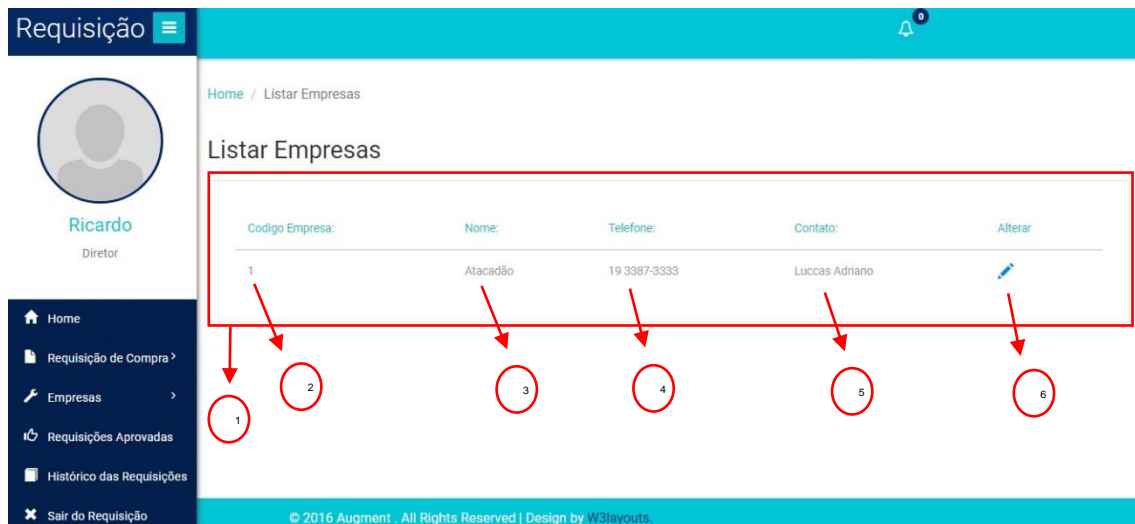 Requisição
0
Home / Listar Empresas
Listar Empresas
Ricardo
Diretor
Codigo Empresa: Nome: Telefone: Contato: Alterar
1 Atacadão 19 3387-3333 Luccas Adriano
Home
Requisição de Compra >
Empresas >
Requisições Aprovadas
Histórico das Requisições
Sair do Requisição
1
2
3
4
5
6
© 2016 Augment . All Rights Reserved | Design by W3layouts.